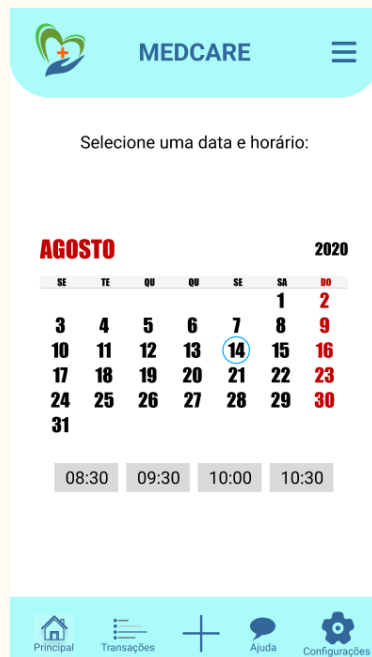 MEDCARE
Selecione uma data e horário:
AGOSTO 2020
SE TE QU QU SE SA DO
1 2
3 4 5 6 7 8 9
10 11 12 13 14 15 16
17 18 19 20 21 22 23
24 25 26 27 28 29 30
31
08:30 09:30 10:00 10:30
Principal Transações Ajuda Configurações